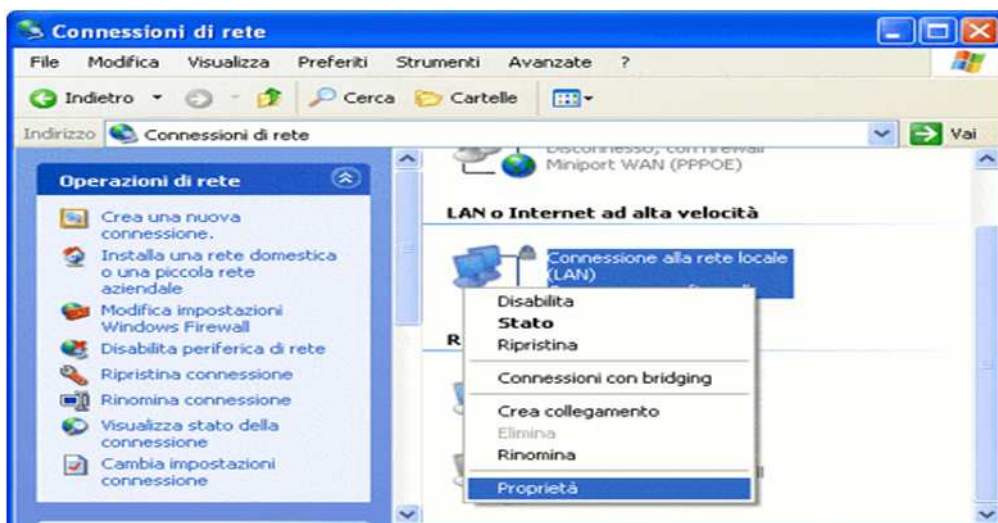 Connessioni di rete
File Modifica Visualizza Preferiti Strumenti Avanzate ?
Indietro Cerca Cartelle
Indirizzo Connessioni di rete Vai
Operazioni di rete
Crea una nuova
connessione.
Installa una rete domestica
o una piccola rete
aziendale
Modifica impostazioni
Windows Firewall
Disabilita periferica di rete
Ripristina connessione
Rinomina connessione
Visualizza stato della
connessione
Cambia impostazioni
connessione
Disconnesso, con firewall
Miniport WAN (PPPOE)
LAN o Internet ad alta velocità
Connessione alla rete locale
(LAN)
R
Disabilita
Stato
Ripristina
Connessioni con bridging
Crea collegamento
Elimina
Rinomina
Proprietà